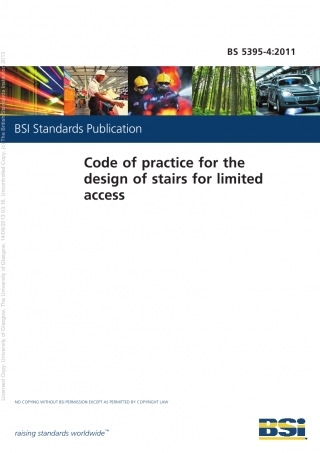 BS 5395-4:2011
BSI Standards Publication
Code of practice for the
design of stairs for limited
access
NO COPYING WITHOUT BSI PERMISSION EXCEPT AS PERMITTED BY COPYRIGHT LAW
raising standards worldwide™
BSi
Licensed Copy: University of Glasgow, The University of Glasgow, 14/09/2013 03:16, Uncontrolled Copy, (c) The British Standards Institution 2013